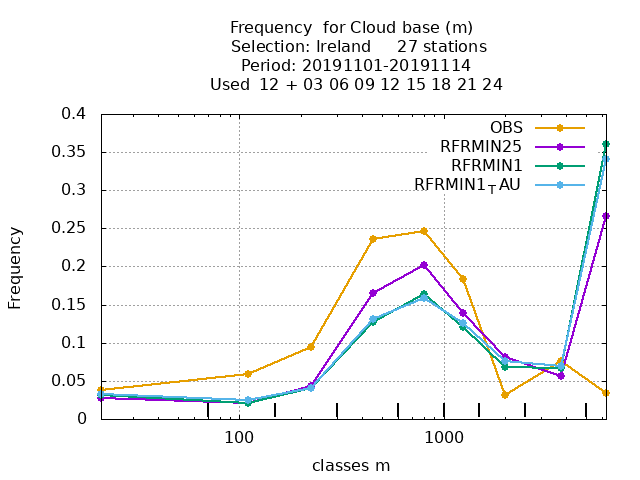 Frequency  for Cloud base (m)
Selection: Ireland     27 stations
Period: 20191101-20191114
Used  12 + 03 06 09 12 15 18 21 24
0.4
0.35
0.3
0.25
0.2
0.15
0.1
0.05
0
Frequency
OBS
RFRMIN25
RFRMIN1
RFRMIN1TAU
100
1000
classes m